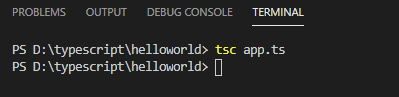 PROBLEMS OUTPUT DEBUG CONSOLE TERMINAL
PS D:\typescript\helloworld> tsc app.ts
PS D:\typescript\helloworld>